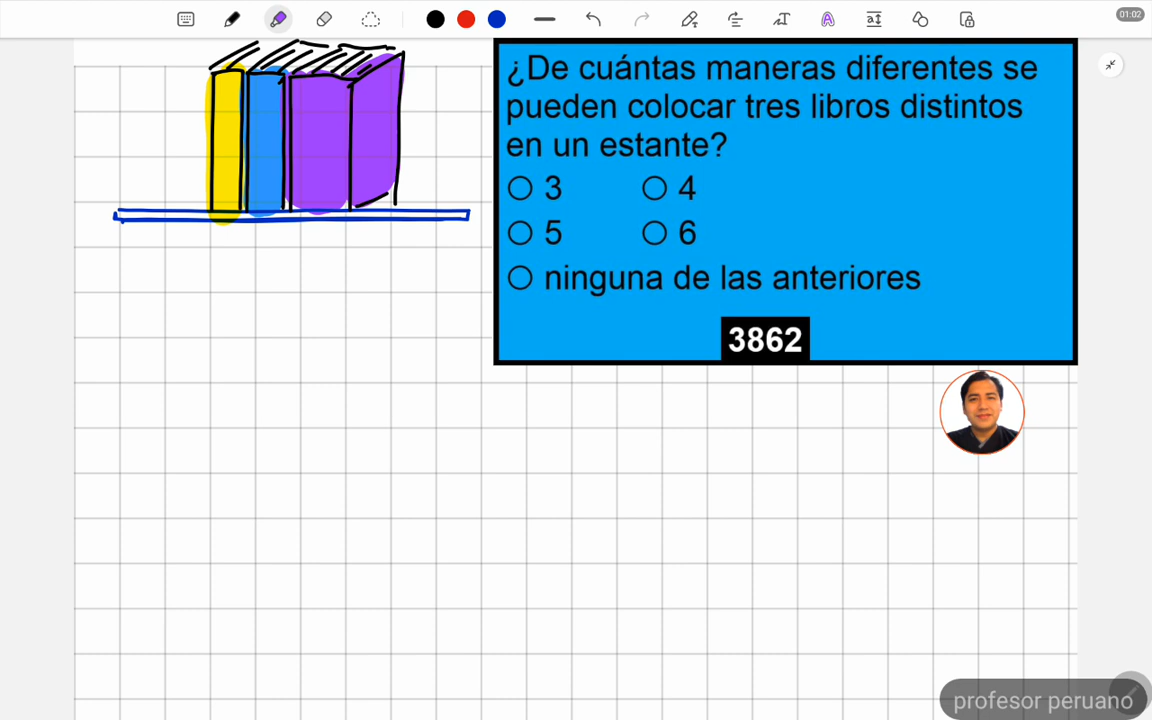 01:02
¿De cuántas maneras diferentes se
pueden colocar tres libros distintos
en un estante?
3 4
5 6
ninguna de las anteriores
3862
profesor peruano